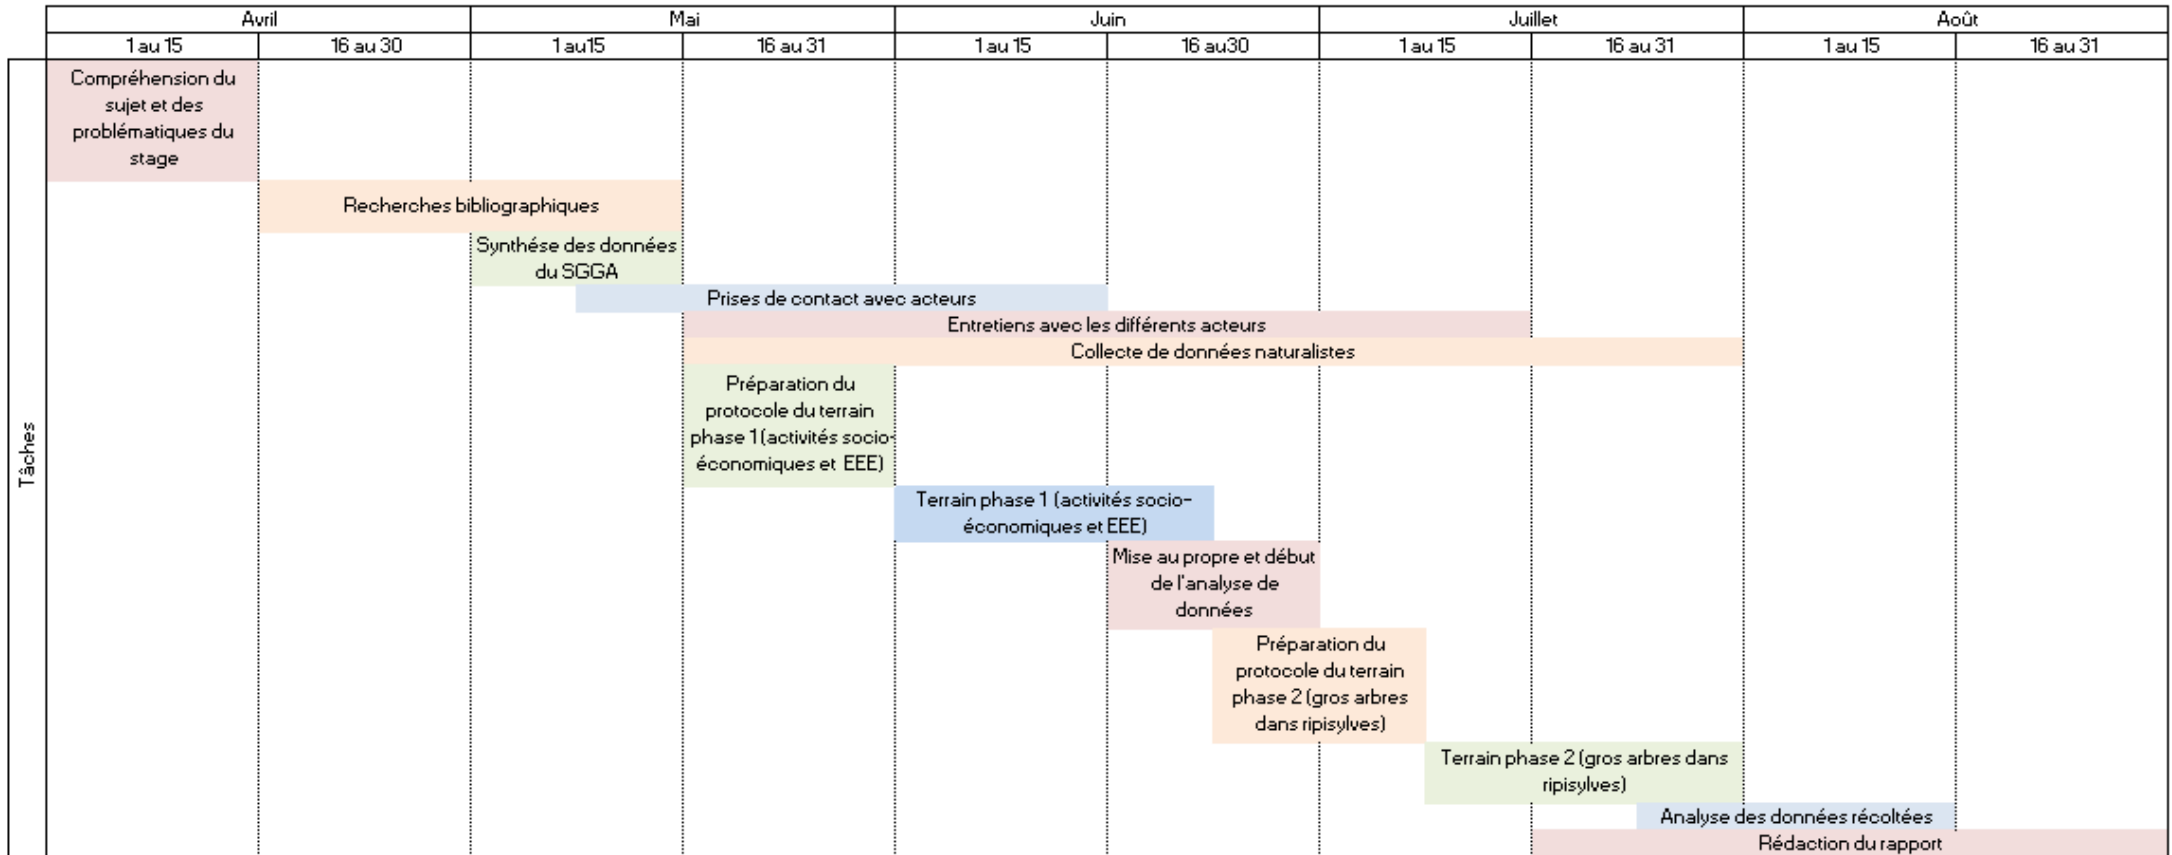 Avril Mai Juin Juillet Août
1 au 15 16 au 30 1 au15 16 au 31 1 au 15 16 au30 1 au 15 16 au 31 1 au 15 16 au 31
Tâches
Compréhension du
sujet et des
problématiques du
stage
Recherches bibliographiques
Synthése des données
du SGGA
Prises de contact avec acteurs
Entretiens avec les différents acteurs
Collecte de données naturalistes
Préparation du
protocole du terrain
phase 1 (activités socio-
économiques et EEE)
Terrain phase 1 (activités socio-
économiques et EEE)
Mise au propre et début
de l'analyse de
données
Préparation du
protocole du terrain
phase 2 (gros arbres
dans ripisylves)
Terrain phase 2 (gros arbres dans
ripisylves)
Analyse des données récoltées
Rédaction du rapport